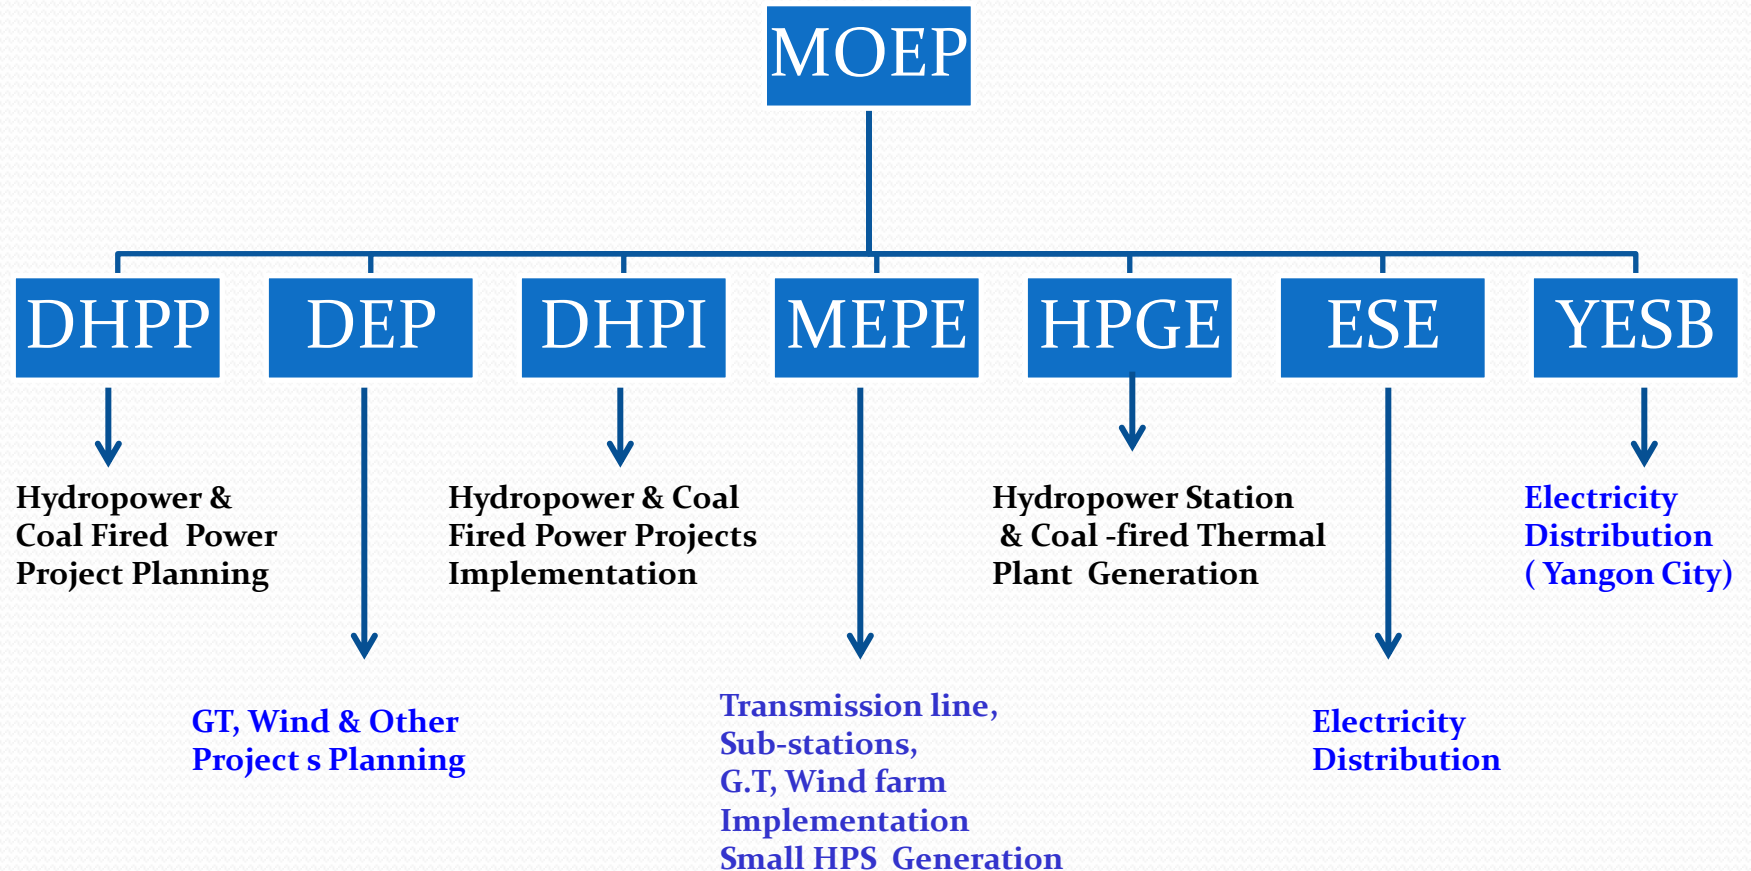 MOEP
DHPP
DEP
DHPI
MEPE
HPGE
ESE
YESB
Hydropower &
Coal Fired Power
Project Planning
Hydropower & Coal
Fired Power Projects
Implementation
Hydropower Station
& Coal -fired Thermal
Plant Generation
Electricity
Distribution
( Yangon City)
GT, Wind & Other
Project s Planning
Transmission line,
Sub-stations,
G.T, Wind farm
Implementation
Small HPS Generation
Electricity
Distribution